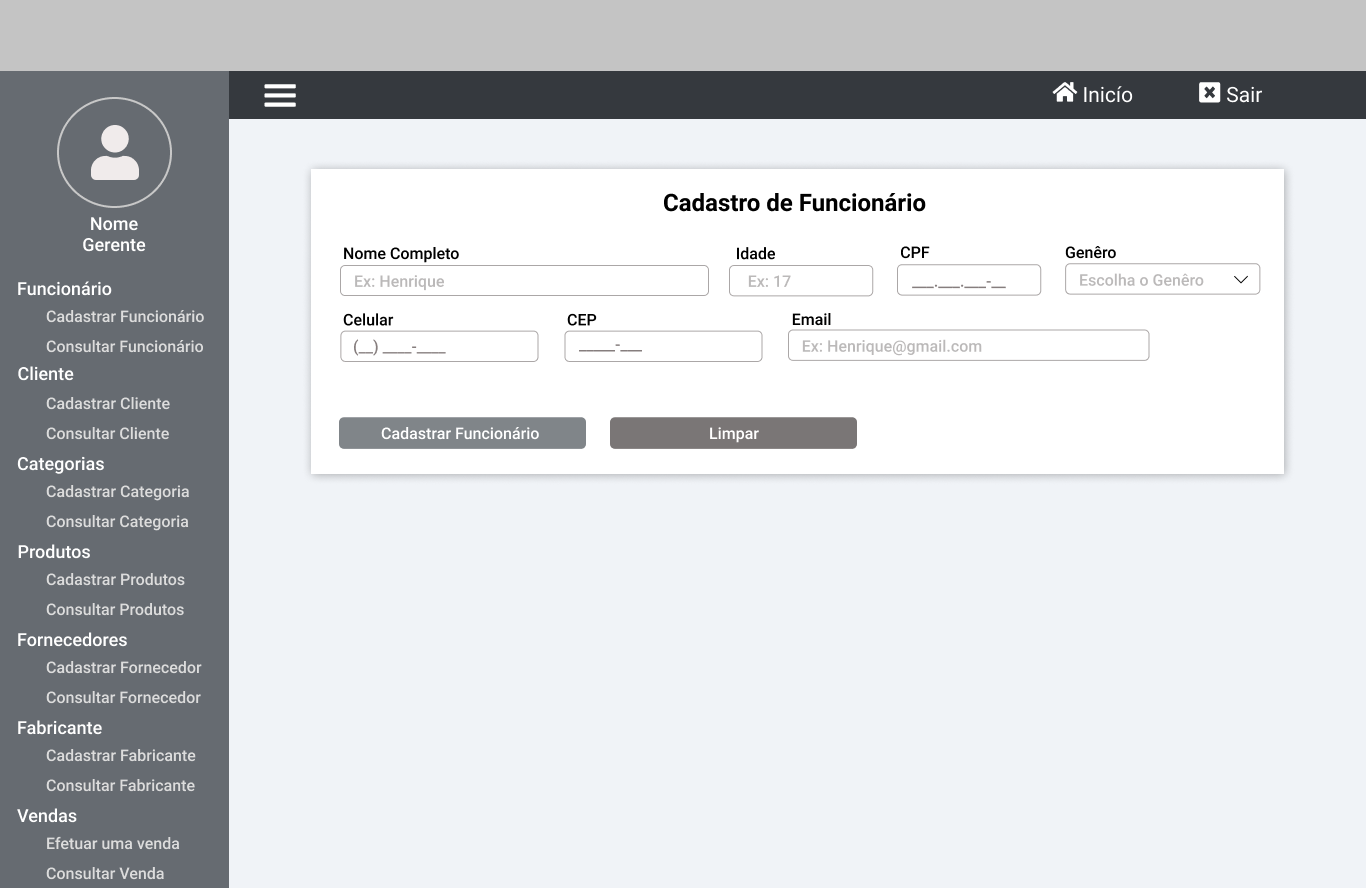 Inicío
Sair
Nome
Gerente
Funcionário
Cadastrar Funcionário
Consultar Funcionário
Cliente
Cadastrar Cliente
Consultar Cliente
Categorias
Cadastrar Categoria
Consultar Categoria
Produtos
Cadastrar Produtos
Consultar Produtos
Fornecedores
Cadastrar Fornecedor
Consultar Fornecedor
Fabricante
Cadastrar Fabricante
Consultar Fabricante
Vendas
Efetuar uma venda
Consultar Venda
Cadastro de Funcionário
Nome Completo
Ex: Henrique
Idade
Ex: 17
CPF
___.___.___-__
Genêro
Escolha o Genêro
Celular
(__) ____-____
CEP
_____-___
Email
Ex: Henrique@gmail.com
Cadastrar Funcionário
Limpar